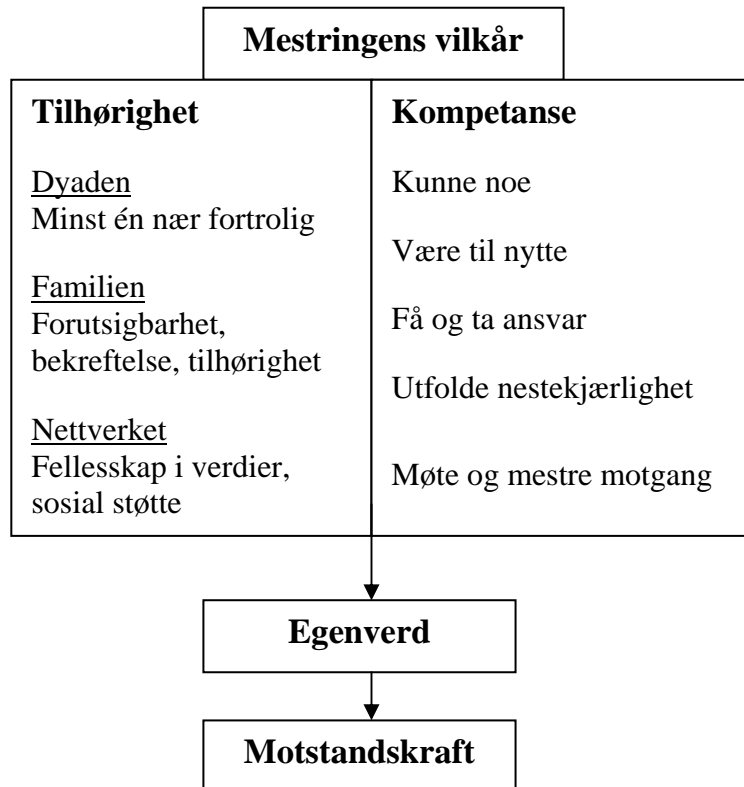 Mestringens vilkår
Tilhørighet
Dyaden
Minst én nær fortrolig
Familien
Forutsigbarhet,
bekreftelse, tilhørighet
Nettverket
Fellesskap i verdier,
sosial støtte
Kompetanse
Kunne noe
Være til nytte
Få og ta ansvar
Utfolde nestekjærlighet
Møte og mestre motgang
Egenverd
Motstandskraft